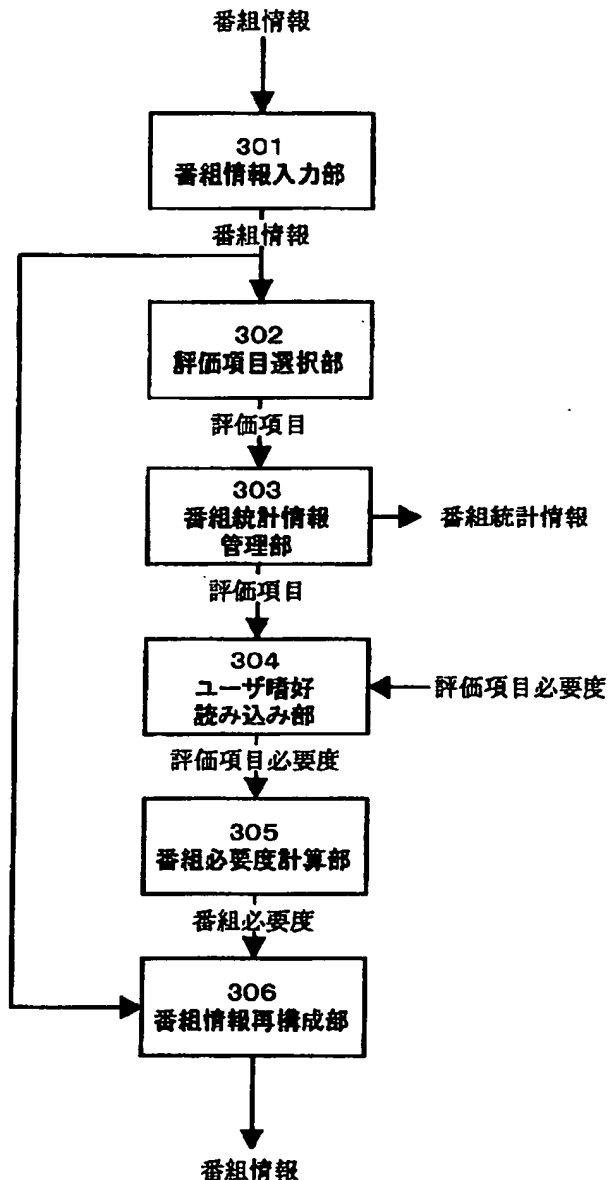 番組情報
301
番組情報入力部
番組情報
302
評価項目選択部
評価項目
303
番組統計情報
管理部
番組統計情報
評価項目
304
ユーザ嗜好
読み込み部
評価項目必要度
評価項目必要度
305
番組必要度計算部
番組必要度
306
番組情報再構成部
番組情報